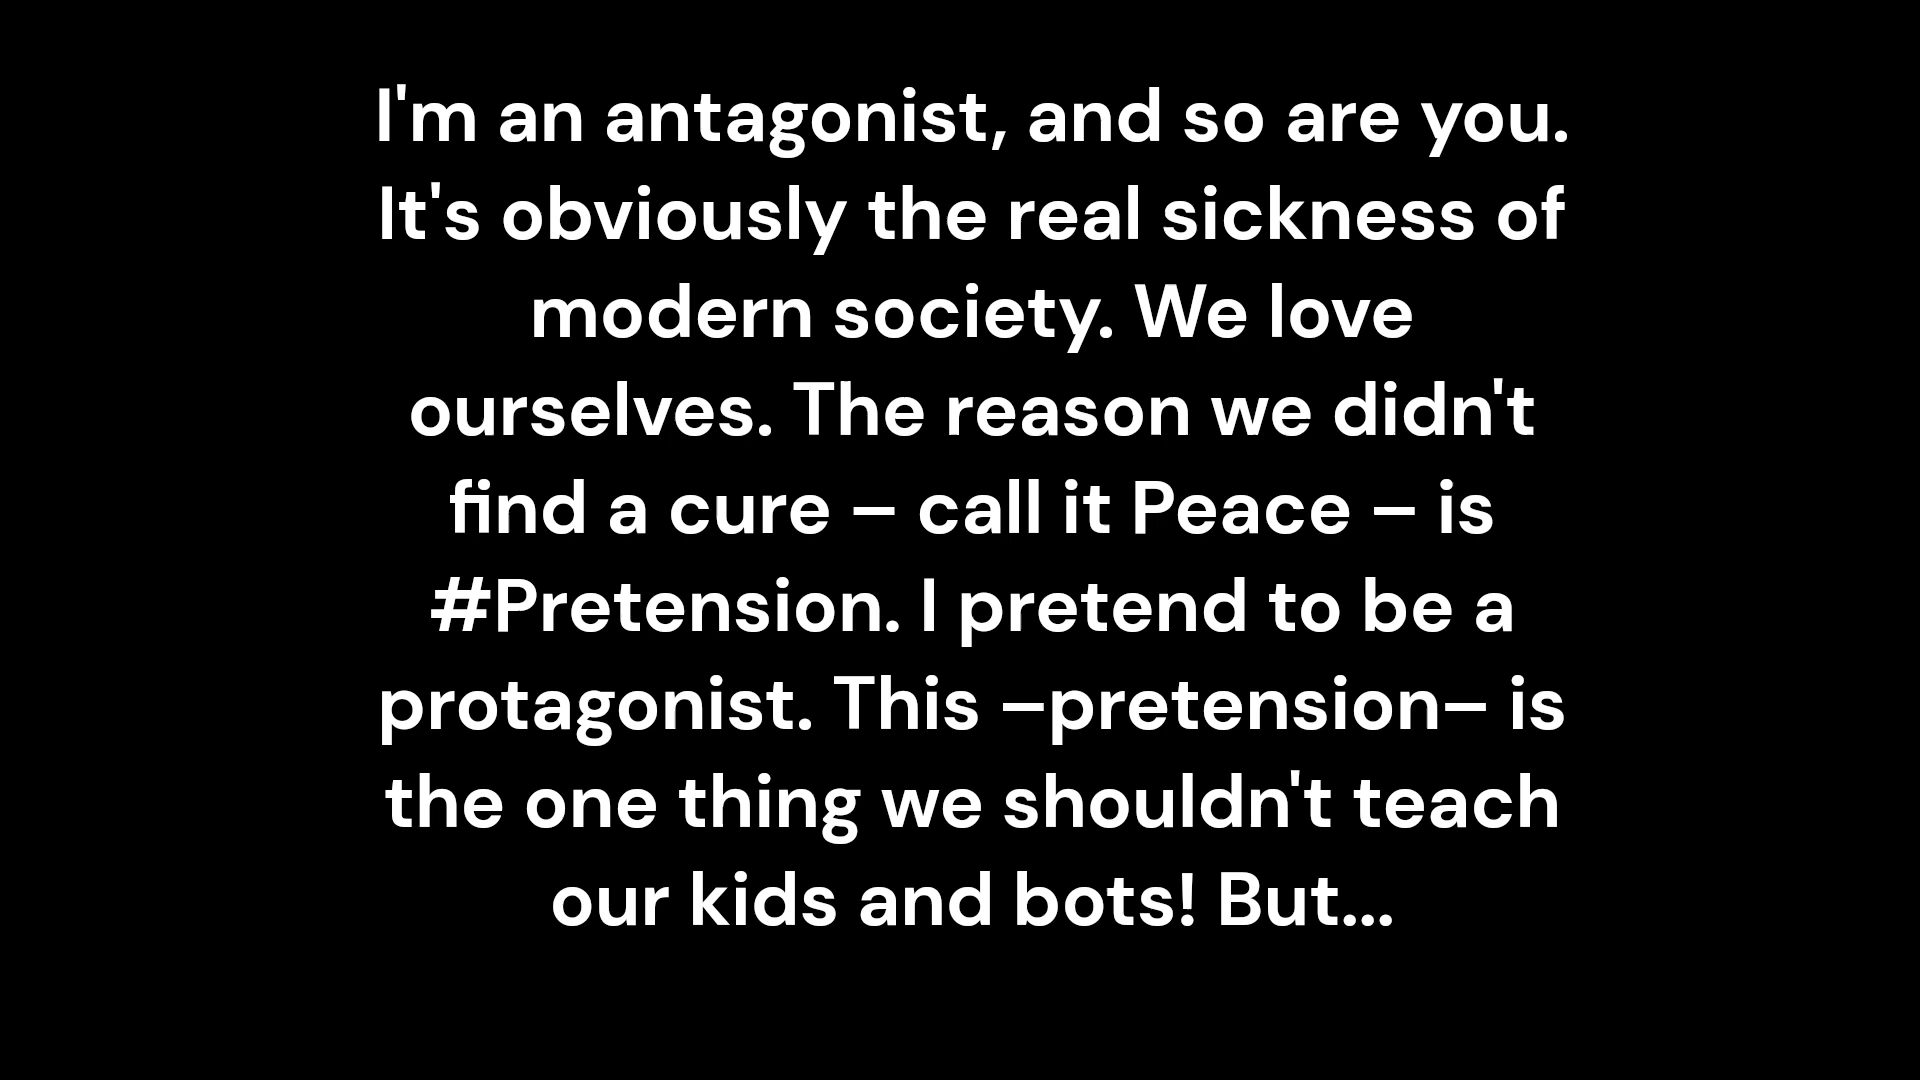 I'm an antagonist, and so are you.
It's obviously the real sickness of
modern society. We love
ourselves. The reason we didn't
find a cure – call it Peace – is
#Pretension. I pretend to be a
protagonist. This –pretension– is
the one thing we shouldn't teach
our kids and bots! But...